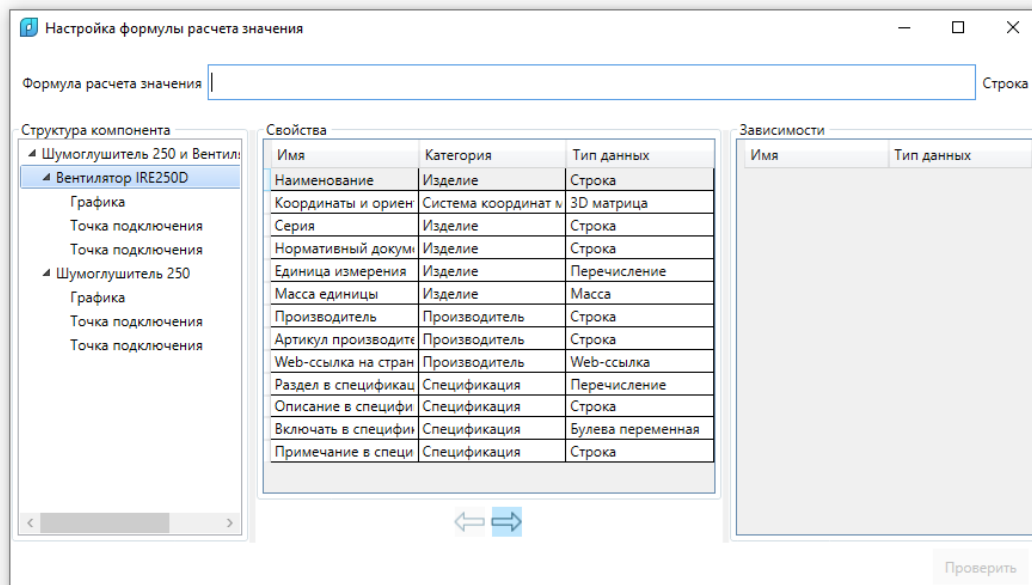 Настройка формулы расчета значения
Формула расчета значения Строка
Структура компонента
Шумоглушитель 250 и Вентиля
Вентилятор IRE250D
Графика
Точка подключения
Точка подключения
Шумоглушитель 250
Графика
Точка подключения
Точка подключения
Свойства
Имя Категория Тип данных
Наименование Изделие Строка
Координаты и ориен Система координат м 3D матрица
Серия Изделие Строка
Нормативный докуме Изделие Строка
Единица измерения Изделие Перечисление
Масса единицы Изделие Масса
Производитель Производитель Строка
Артикул производите Производитель Строка
Web-ссылка на стран Производитель Web-ссылка
Раздел в спецификац Спецификация Перечисление
Описание в специфи Спецификация Строка
Включать в специфик Спецификация Булева переменная
Примечание в специ Спецификация Строка
Зависимости
Имя Тип данных
Проверить